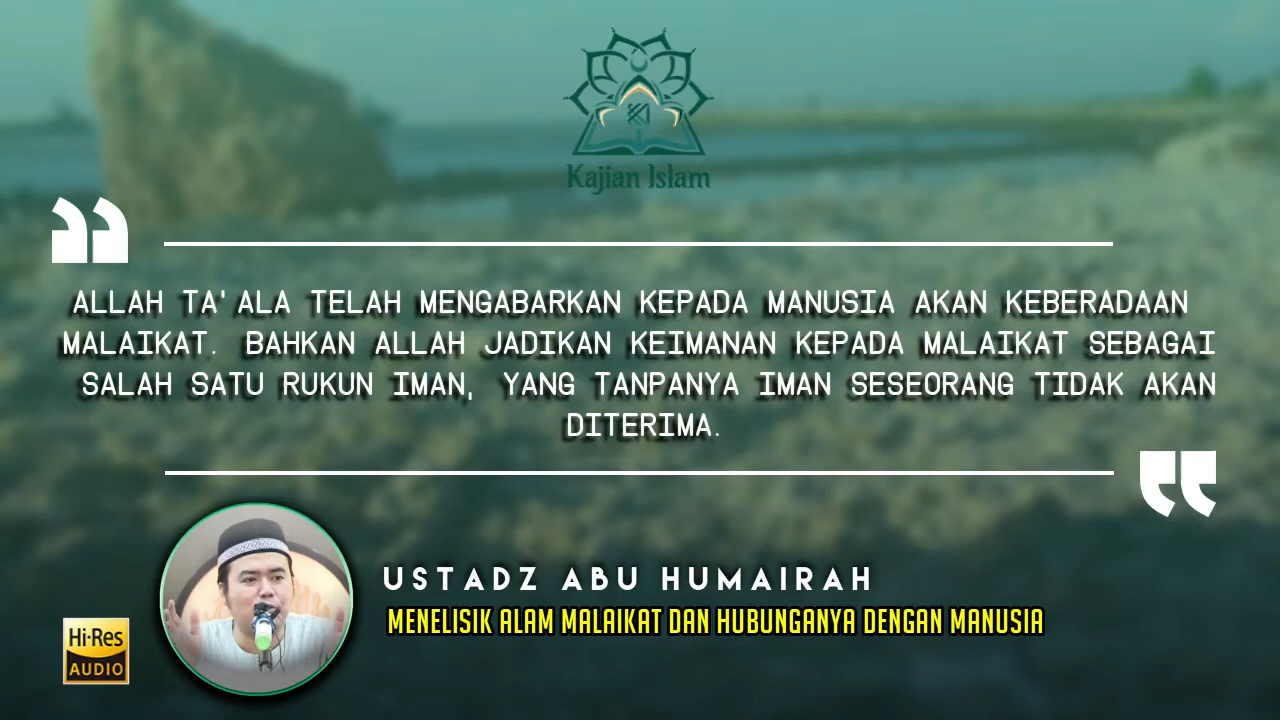 Kajian Islam
ALLAH TA'ALA TELAH MENGABARKAN KEPADA MANUSIA AKAN KEBERADAAN
MALAIKAT. BAHKAN ALLAH JADIKAN KEIMANAN KEPADA MALAIKAT SEBAGAI
SALAH SATU RUKUN IMAN, YANG TANPANYA IMAN SESEORANG TIDAK AKAN
DITERIMA.
USTADZ ABU HUMAIRAH
MENELISIK ALAM MALAIKAT DAN HUBUNGANYA DENGAN MANUSIA
Hi-Res
AUDIO